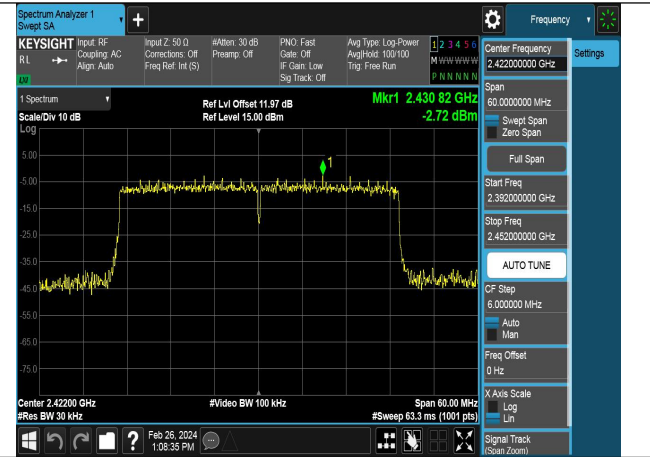 Spectrum Analyzer 1
Swept SA
Frequency
KEYSIGHT
RL
Input: RF
Coupling: AC
Align: Auto
Input Z: 50 Ω
Corrections: Off
Freq Ref: Int (S)
#Atten: 30 dB
Preamp: Off
PNO: Fast
Gate: Off
IF Gain: Low
Sig Track: Off
Avg Type: Log-Power
Avg|Hold: 100/100
Trig: Free Run
1 2 3 4 5 6
M W W W W W
P N N N N N
1 Spectrum
Scale/Div 10 dB
Log
Ref Lvl Offset 11.97 dB
Ref Level 15.00 dBm
Mkr1 2.430 82 GHz
-2.72 dBm
1
5.00
-5.00
-15.0
-25.0
-35.0
-45.0
-55.0
-65.0
-75.0
Center 2.42200 GHz
#Res BW 30 kHz
#Video BW 100 kHz
Span 60.00 MHz
#Sweep 63.3 ms (1001 pts)
Feb 26, 2024
1:08:35 PM
?
Center Frequency
2.422000000 GHz
Settings
Span
60.0000000 MHz
Swept Span
Zero Span
Full Span
Start Freq
2.392000000 GHz
Stop Freq
2.452000000 GHz
AUTO TUNE
CF Step
6.000000 MHz
Auto
Man
Freq Offset
0 Hz
X Axis Scale
Log
Lin
Signal Track
(Span Zoom)